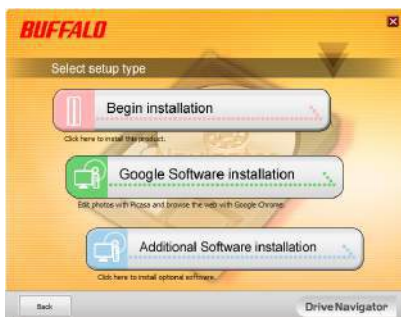 BUFFALO
Select setup type
Begin installation
Click here to install this product.
Google Software installation
Edit photos with Picasa and browse the web with Google Chrome.
Additional Software installation
Click here to install optional software.
Back
DriveNavigator